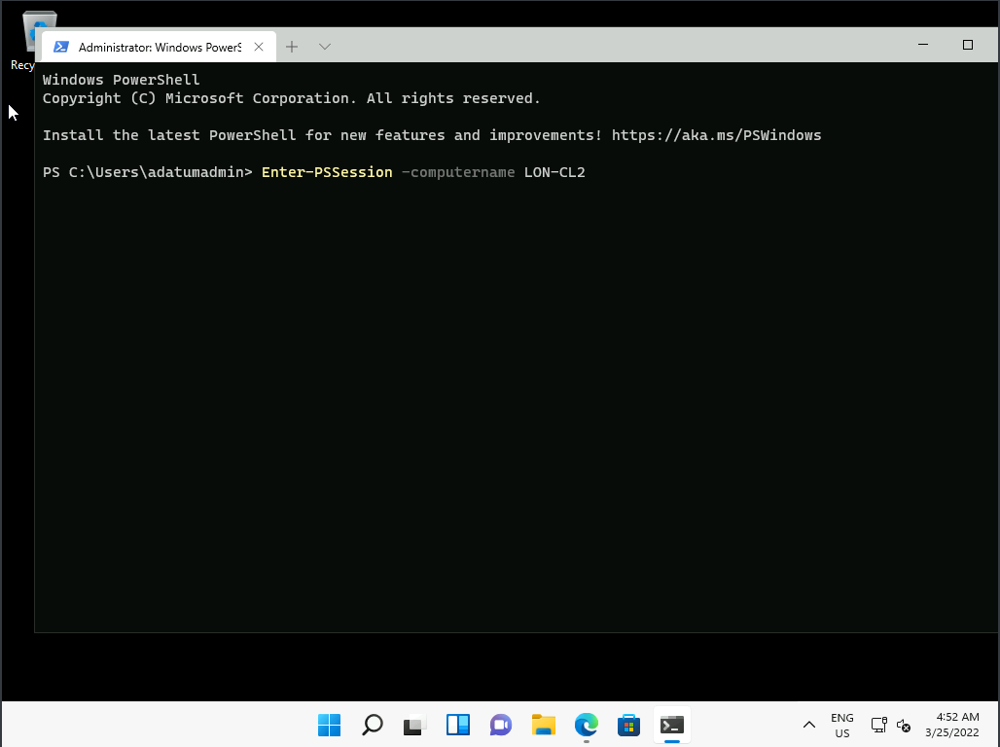 Recy
Administrator: Windows PowerS
Windows PowerShell
Copyright (C) Microsoft Corporation. All rights reserved.
Install the latest PowerShell for new features and improvements! https://aka.ms/PSWindows
PS C:\Users\adatumadmin> Enter-PSSession -computername LON-CL2
ENG
US
4:52 AM
3/25/2022